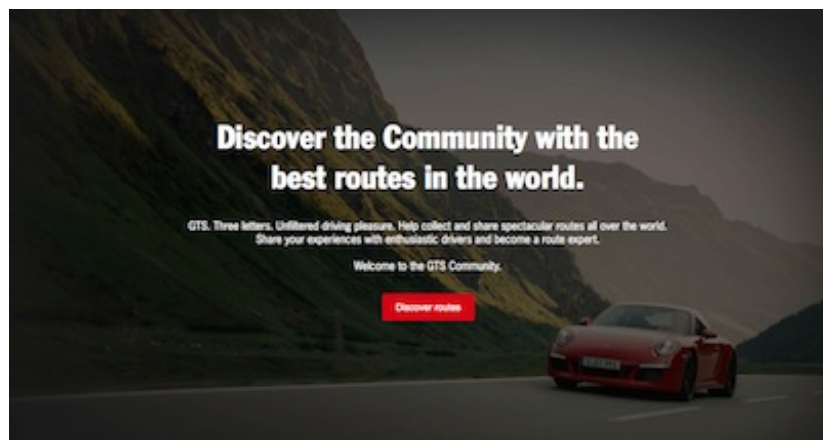 Discover the Community with the
best routes in the world.
GTS. Three letters. Unfiltered driving pleasure. Help collect and share spectacular routes all over the world.
Share your experiences with enthusiastic drivers and become a route expert.
Welcome to the GTS Community.
Discover routes